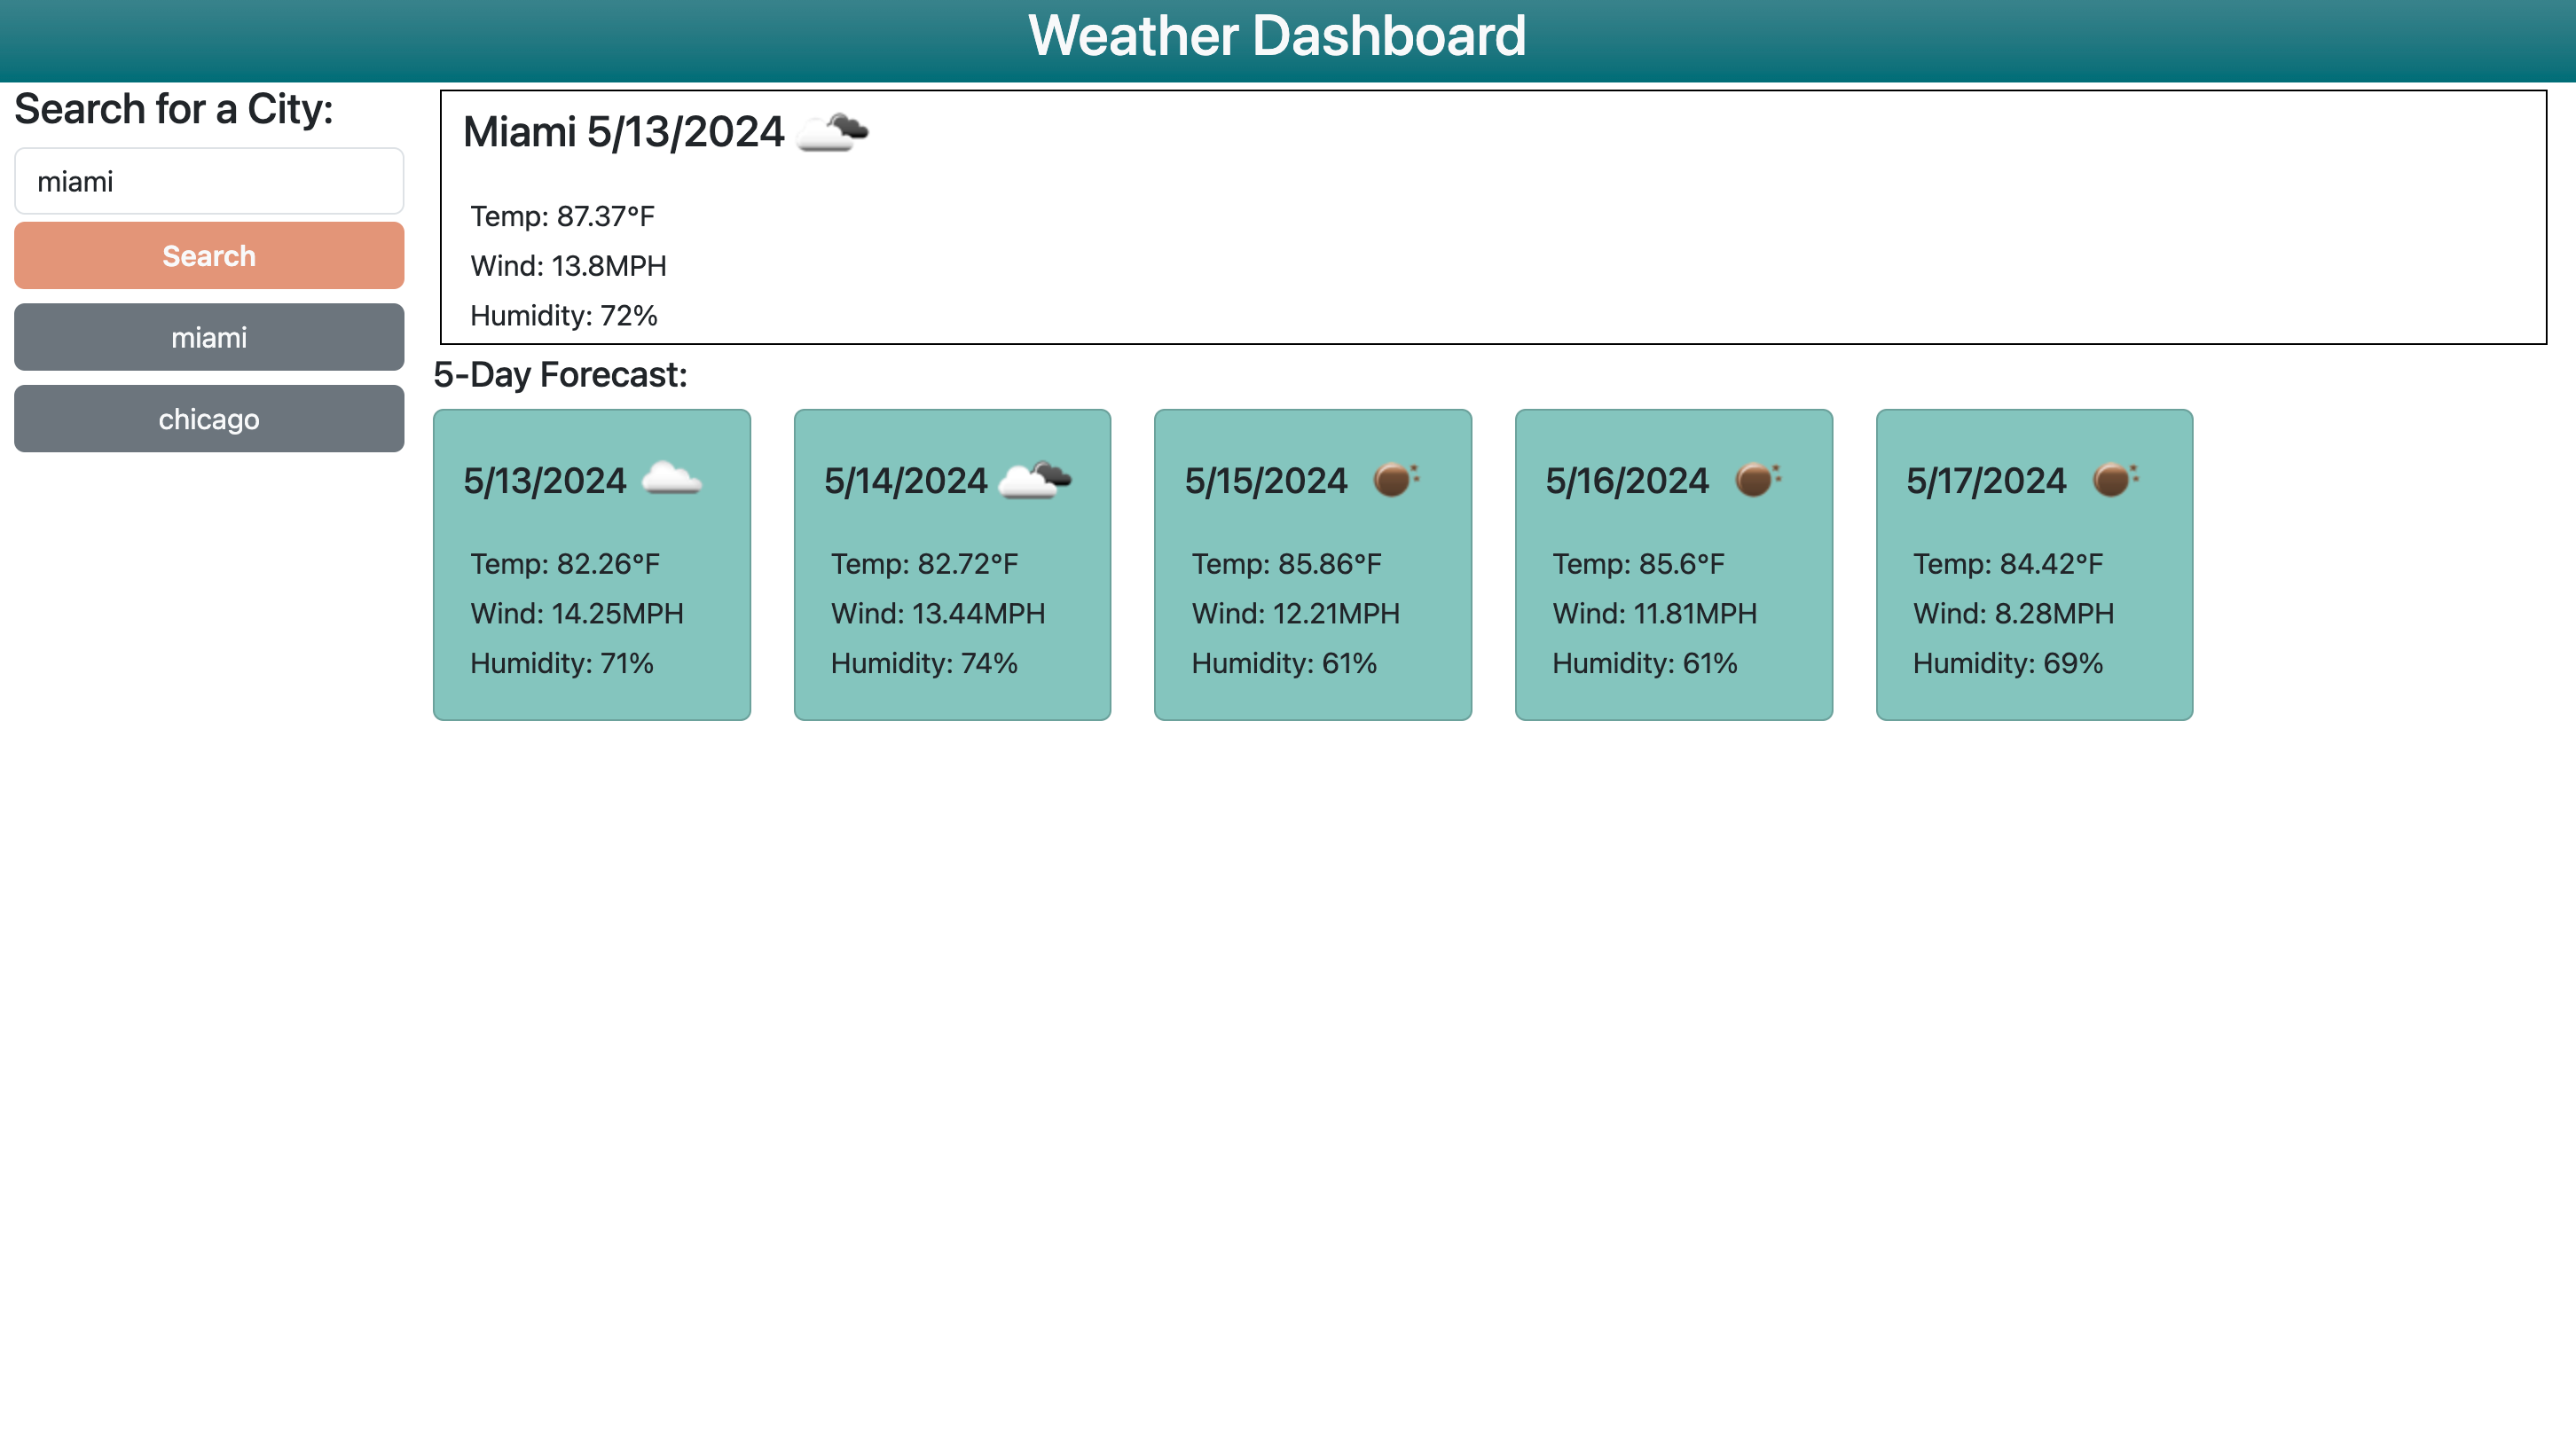 Weather Dashboard
Search for a City:
miami
Search
miami
chicago
Miami 5/13/2024
Temp: 87.37°F
Wind: 13.8MPH
Humidity: 72%
5-Day Forecast:
5/13/2024
Temp: 82.26°F
Wind: 14.25MPH
Humidity: 71%
5/14/2024
Temp: 82.72°F
Wind: 13.44MPH
Humidity: 74%
5/15/2024
Temp: 85.86°F
Wind: 12.21MPH
Humidity: 61%
5/16/2024
Temp: 85.6°F
Wind: 11.81MPH
Humidity: 61%
5/17/2024
Temp: 84.42°F
Wind: 8.28MPH
Humidity: 69%